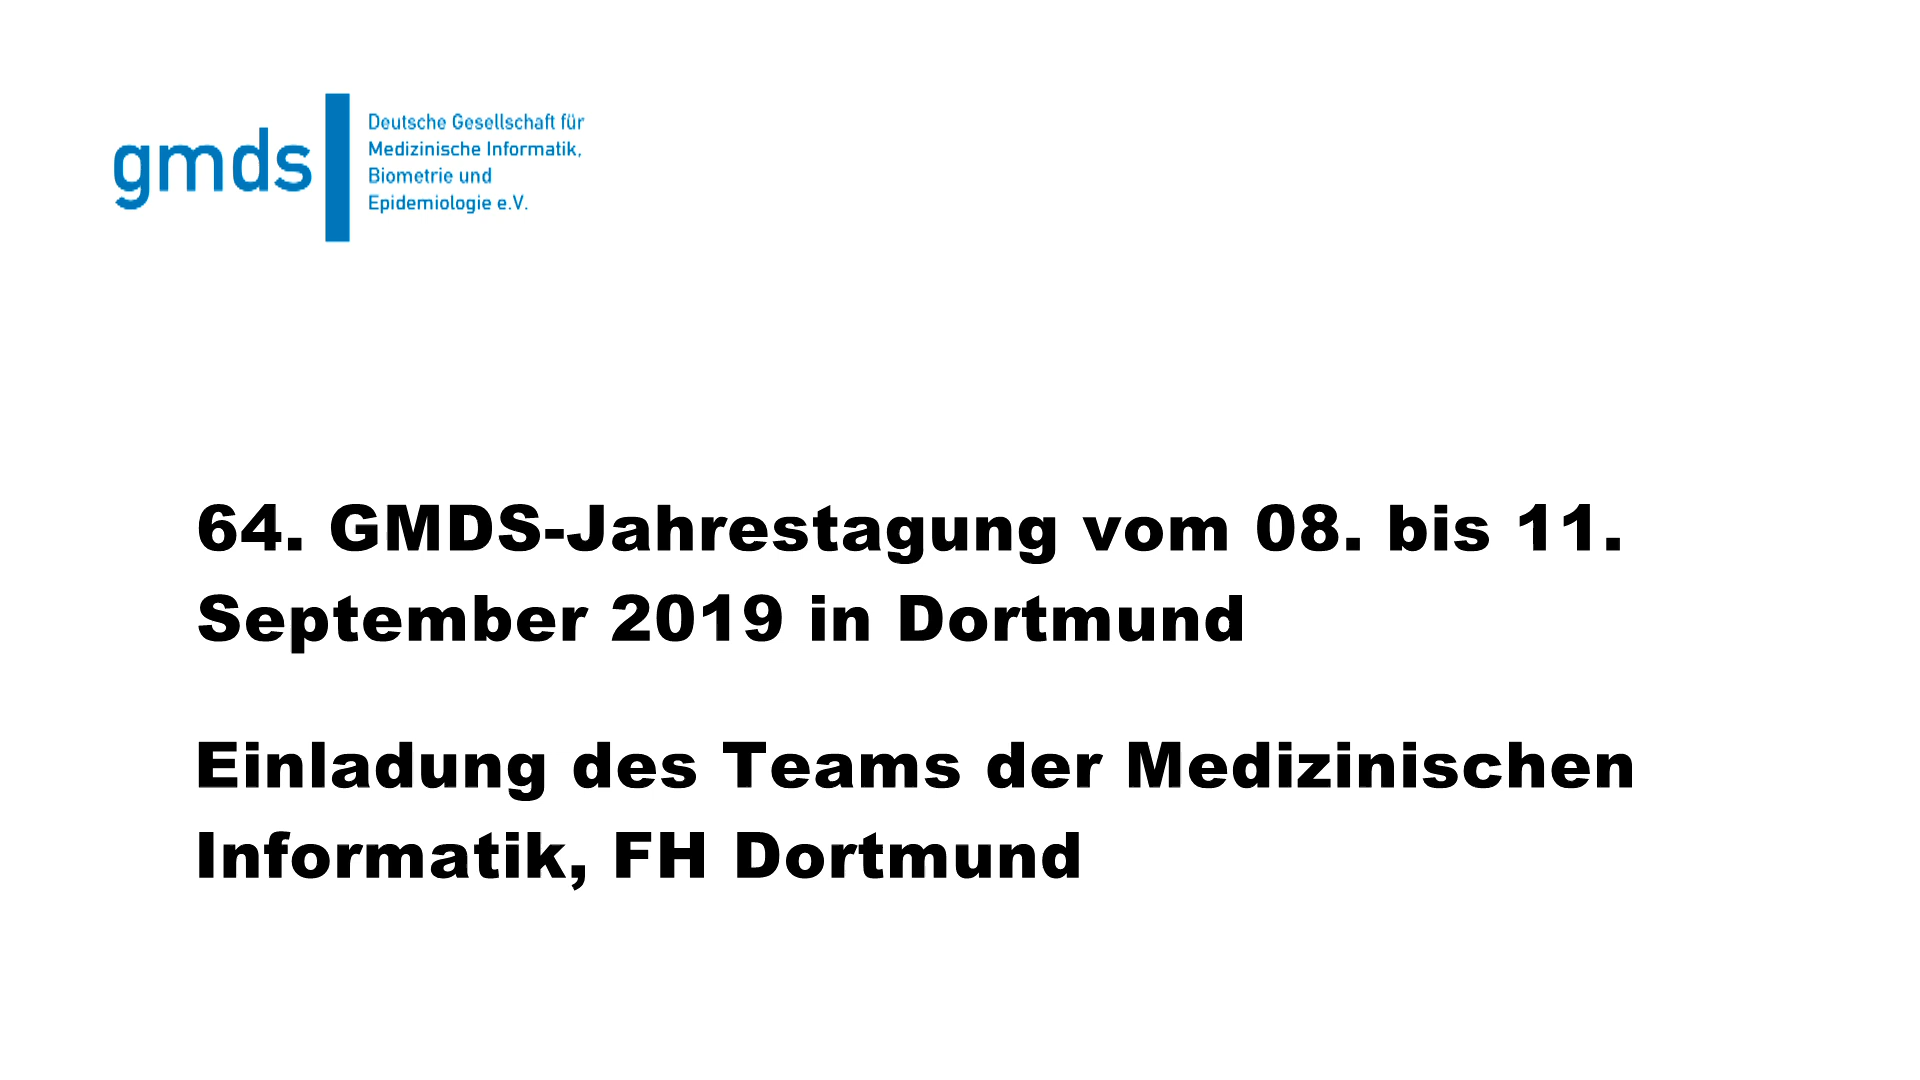 gmds
Deutsche Gesellschaft für
Medizinische Informatik,
Biometrie und
Epidemiologie e.V.
64. GMDS-Jahrestagung vom 08. bis 11.
September 2019 in Dortmund
Einladung des Teams der Medizinischen
Informatik, FH Dortmund